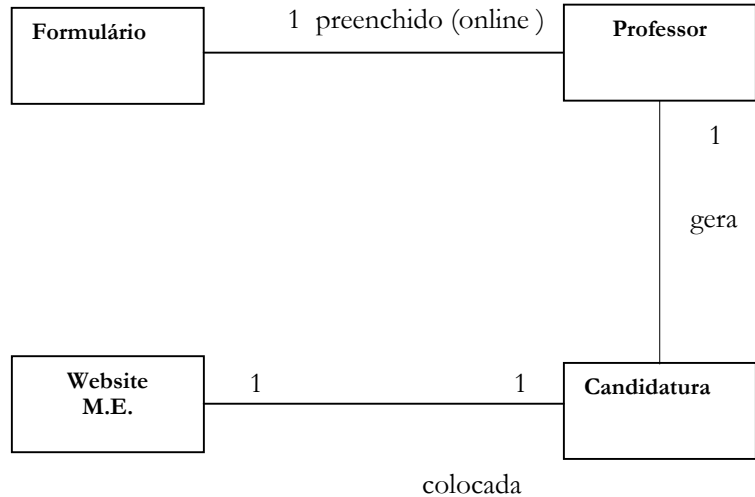 1 preenchido (online )
Formulário
Professor
1
gera
Website
M.E.
1
1
Candidatura
colocada